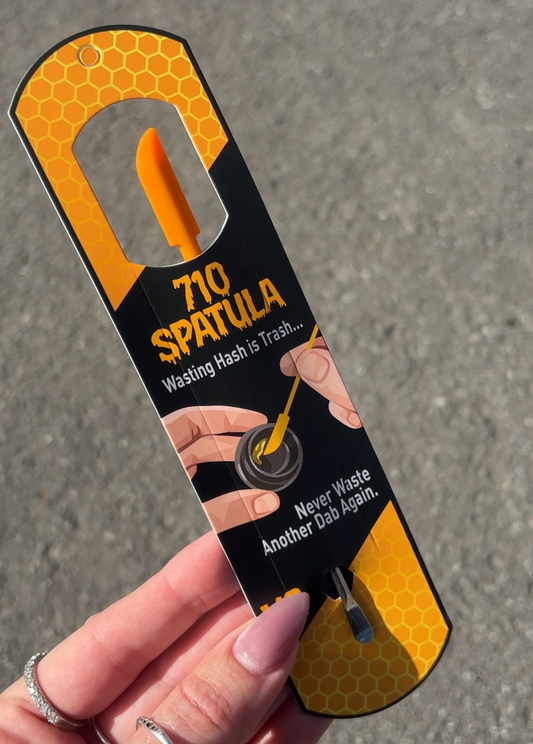 710
SPATULA
Wasting Hash is Trash...
Never Waste
Another Dab Again.